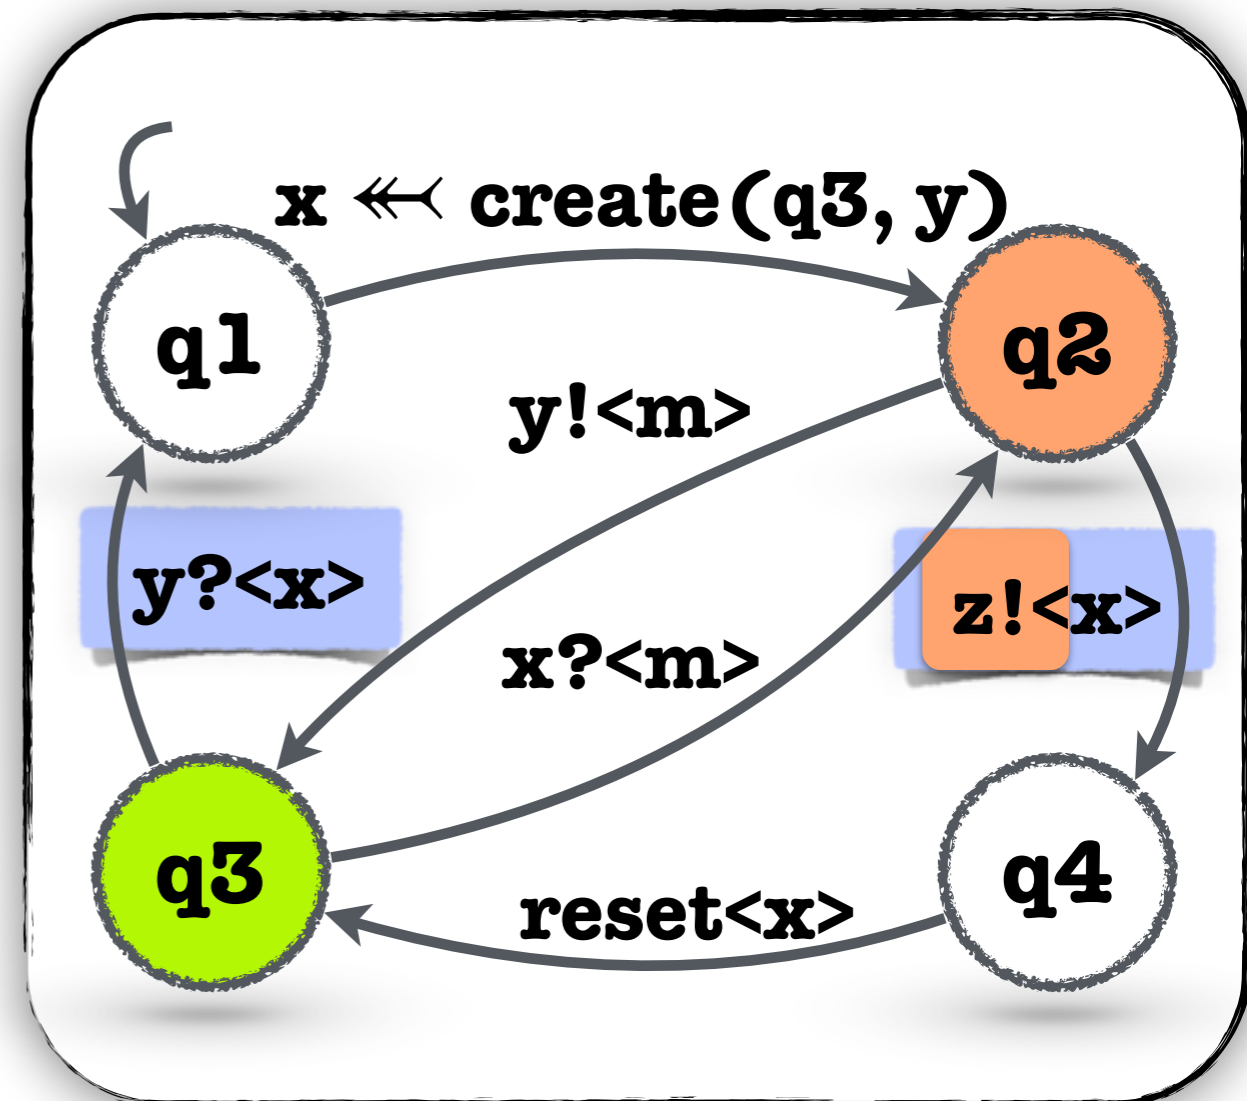 x ⤛ create(q3,y)
q1
q2
y!<m>
y?<x>
z!<x>
x?<m>
q3
q4
reset<x>